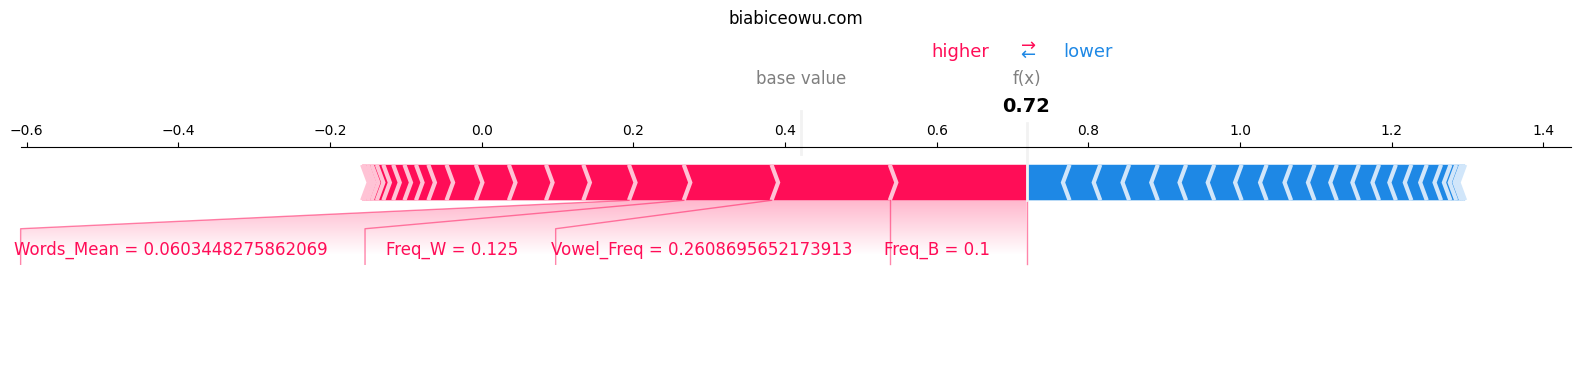 biabiceowu.com
higher → lower
←
base value f(x)
0.72
−0.6 −0.4 −0.2 0.0 0.2 0.4 0.6 0.8 1.0 1.2 1.4
Words_Mean = 0.0603448275862069 Freq_W = 0.125 Vowel_Freq = 0.2608695652173913 Freq_B = 0.1